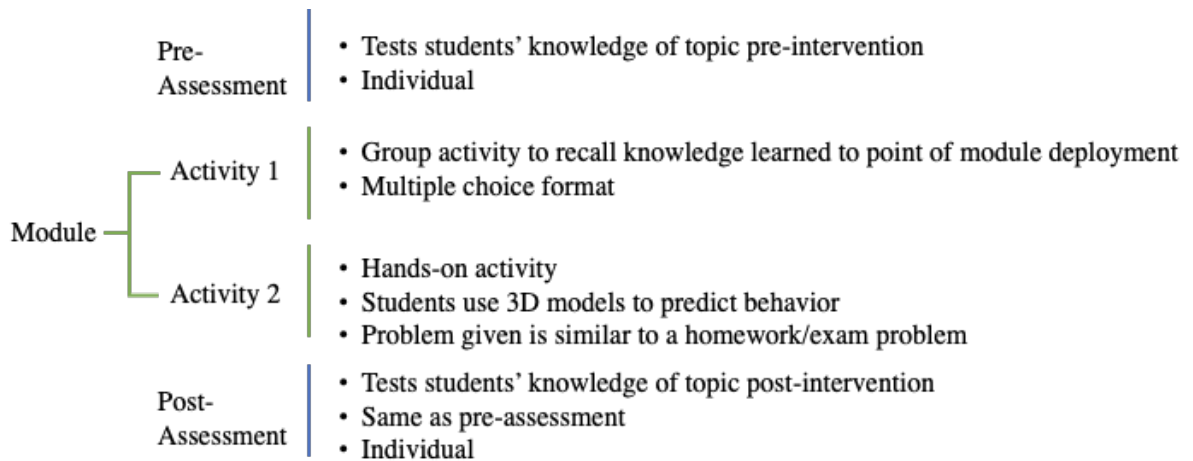 Pre-
Assessment
• Tests students’ knowledge of topic pre-intervention
• Individual
Module
Activity 1
• Group activity to recall knowledge learned to point of module deployment
• Multiple choice format
Activity 2
• Hands-on activity
• Students use 3D models to predict behavior
• Problem given is similar to a homework/exam problem
Post-
Assessment
• Tests students’ knowledge of topic post-intervention
• Same as pre-assessment
• Individual